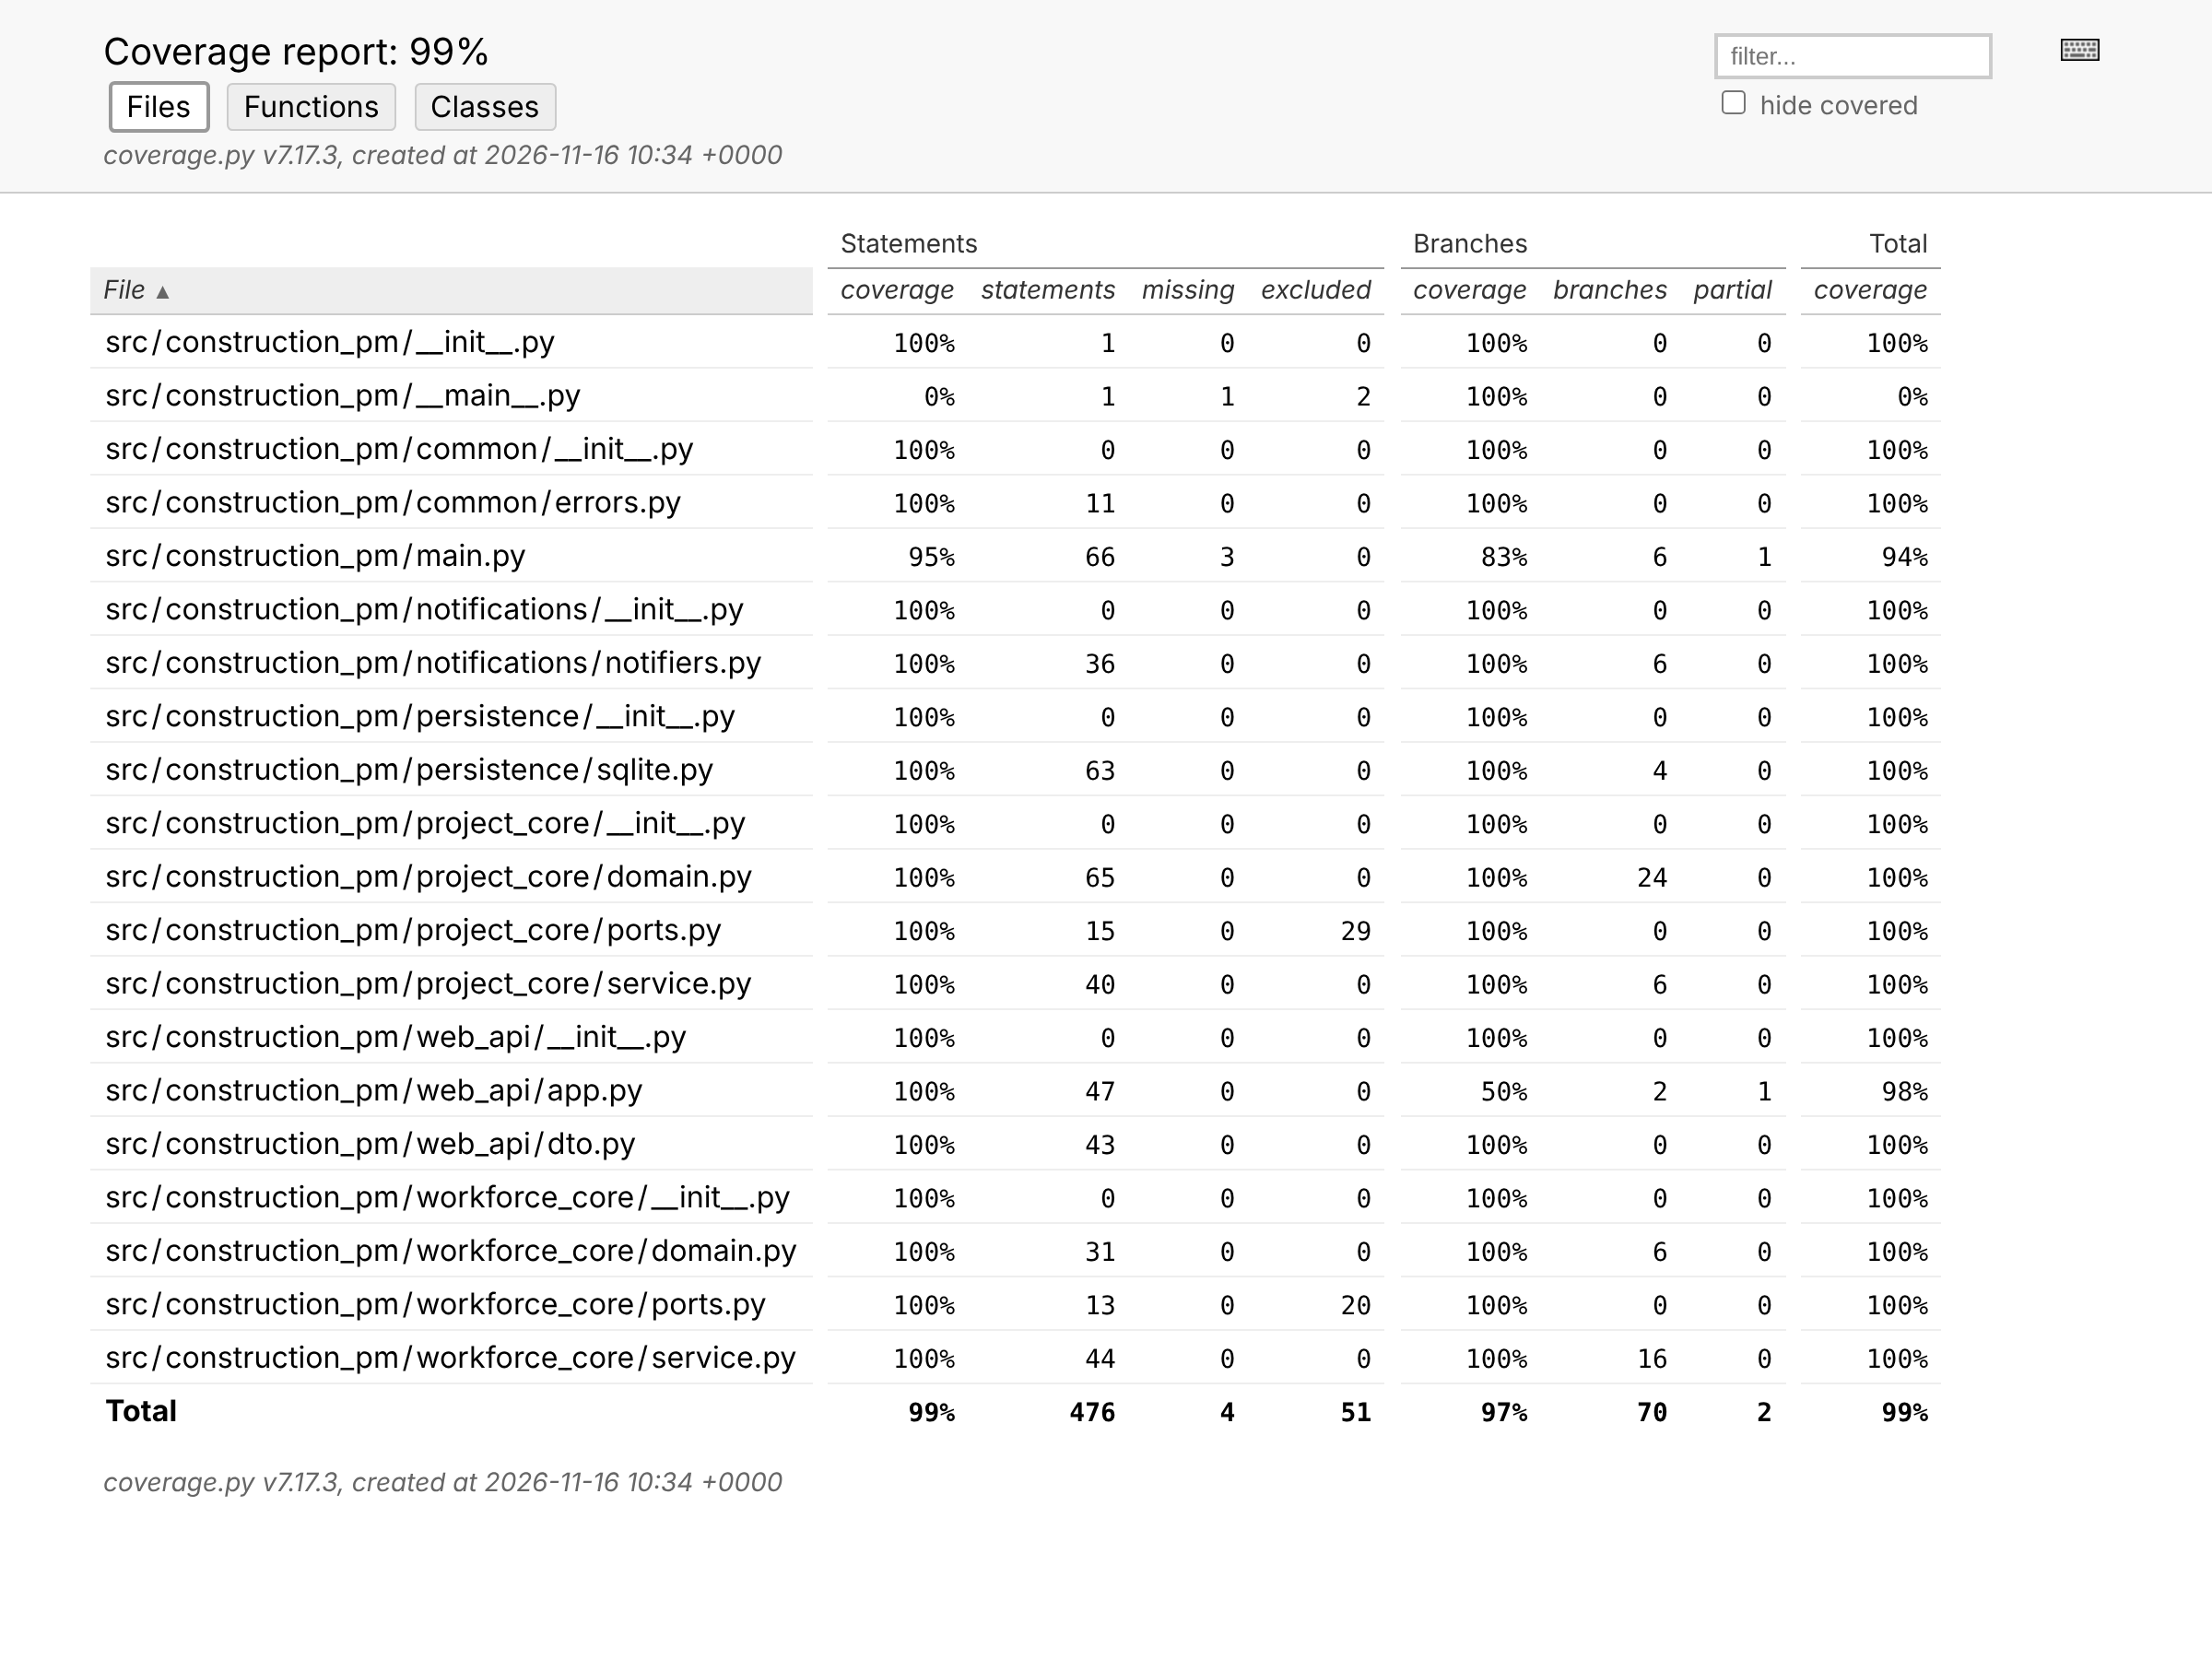 Coverage report: 99%
filter...
Files Functions Classes
hide covered
coverage.py v7.17.3, created at 2026-11-16 10:34 +0000
Statements Branches Total
File ▲ coverage statements missing excluded coverage branches partial coverage
src/construction_pm/__init__.py 100% 1 0 0 100% 0 0 100%
src/construction_pm/__main__.py 0% 1 1 2 100% 0 0 0%
src/construction_pm/common/__init__.py 100% 0 0 0 100% 0 0 100%
src/construction_pm/common/errors.py 100% 11 0 0 100% 0 0 100%
src/construction_pm/main.py 95% 66 3 0 83% 6 1 94%
src/construction_pm/notifications/__init__.py 100% 0 0 0 100% 0 0 100%
src/construction_pm/notifications/notifiers.py 100% 36 0 0 100% 6 0 100%
src/construction_pm/persistence/__init__.py 100% 0 0 0 100% 0 0 100%
src/construction_pm/persistence/sqlite.py 100% 63 0 0 100% 4 0 100%
src/construction_pm/project_core/__init__.py 100% 0 0 0 100% 0 0 100%
src/construction_pm/project_core/domain.py 100% 65 0 0 100% 24 0 100%
src/construction_pm/project_core/ports.py 100% 15 0 29 100% 0 0 100%
src/construction_pm/project_core/service.py 100% 40 0 0 100% 6 0 100%
src/construction_pm/web_api/__init__.py 100% 0 0 0 100% 0 0 100%
src/construction_pm/web_api/app.py 100% 47 0 0 50% 2 1 98%
src/construction_pm/web_api/dto.py 100% 43 0 0 100% 0 0 100%
src/construction_pm/workforce_core/__init__.py 100% 0 0 0 100% 0 0 100%
src/construction_pm/workforce_core/domain.py 100% 31 0 0 100% 6 0 100%
src/construction_pm/workforce_core/ports.py 100% 13 0 20 100% 0 0 100%
src/construction_pm/workforce_core/service.py 100% 44 0 0 100% 16 0 100%
Total 99% 476 4 51 97% 70 2 99%
coverage.py v7.17.3, created at 2026-11-16 10:34 +0000